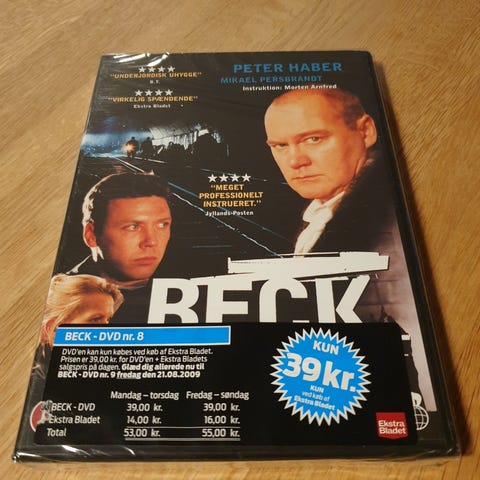 ★★★★
"UNDERJORDISK UHYGGE"
B.T.
★★★★
"VIRKELIG SPÆNDENDE"
Ekstra Bladet
PETER HABER
MIKAEL PERSBRANDT
Instruktion: Morten Arnfred
★★★★
"MEGET
PROFESSIONELT
INSTRUERET."
Jyllands-Posten
BECK
BECK - DVD nr. 8
DVD'en kan kun købes ved køb af Ekstra Bladet.
Prisen er 39,00 kr. for DVD'en + Ekstra Bladets
salgspris på dagen. Glæd dig allerede nu til
BECK - DVD nr. 9 fredag den 21.08.2009
Mandag – torsdag Fredag – søndag
BECK - DVD 39,00 kr. 39,00 kr.
Ekstra Bladet 14,00 kr. 16,00 kr.
Total 53,00 kr. 55,00 kr.
KUN
39 kr.
KUN
ved køb af
Ekstra Bladet
Ekstra
Bladet